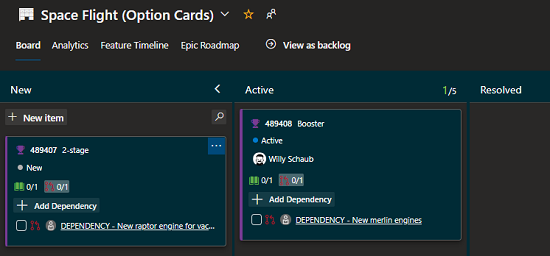 Space Flight (Option Cards)
Board Analytics Feature Timeline Epic Roadmap View as backlog
New Active 1/5 Resolved
+ New item
489407 2-stage ...
New
0/1 0/1
+ Add Dependency
DEPENDENCY - New raptor engine for vac...
489408 Booster
Active
Willy Schaub
0/1 0/1
+ Add Dependency
DEPENDENCY - New merlin engines